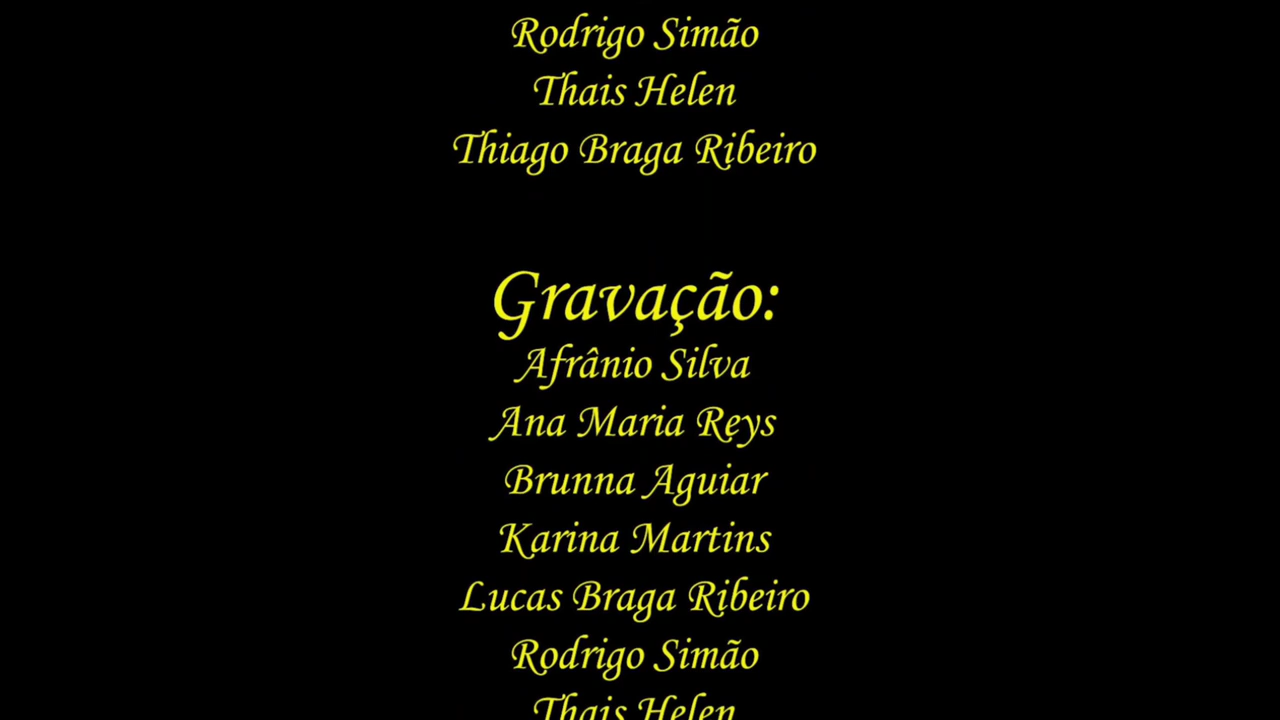 Rodrigo Simão
Thais Helen
Thiago Braga Ribeiro
Gravação:
Afrânio Silva
Ana Maria Reys
Brunna Aguiar
Karina Martins
Lucas Braga Ribeiro
Rodrigo Simão
Thais Helen